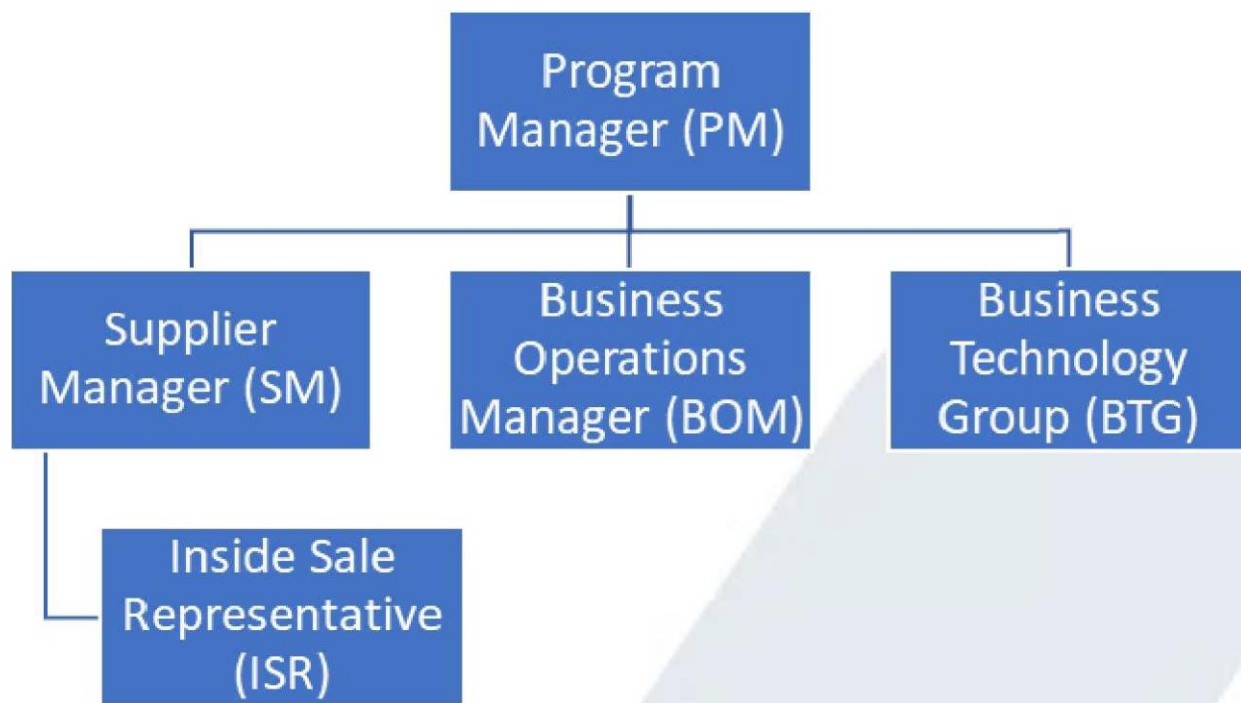 Program
Manager (PM)
Supplier
Manager (SM)
Business
Operations
Manager (BOM)
Business
Technology
Group (BTG)
Inside Sale
Representative
(ISR)